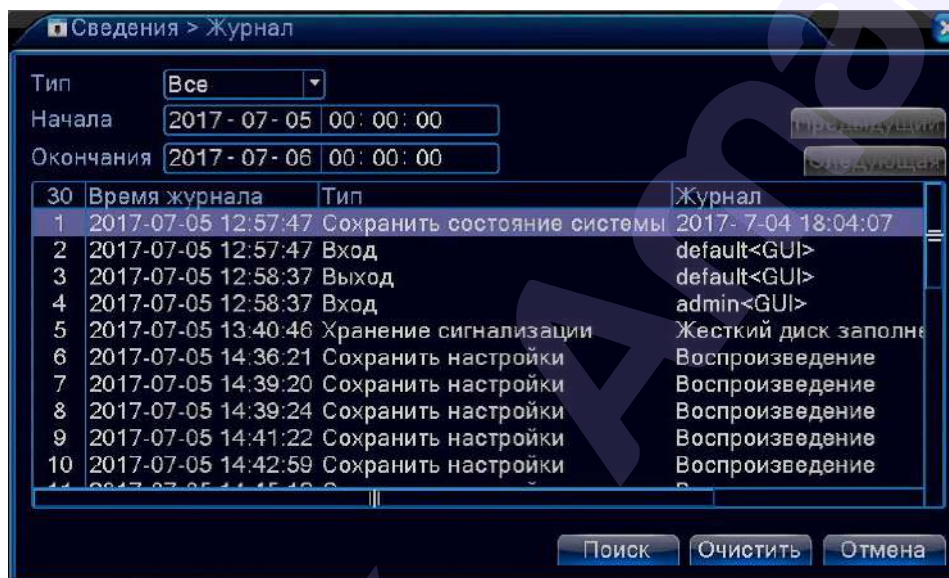 Сведения > Журнал
Тип Все
Начала 2017 - 07 - 05 00: 00: 00
Предыдущий
Окончания 2017 - 07 - 06 00: 00: 00
Следующая
30 Время журнала Тип Журнал
1 2017-07-05 12:57:47 Сохранить состояние системы 2017- 7-04 18:04:07
2 2017-07-05 12:57:47 Вход default<GUI>
3 2017-07-05 12:58:37 Выход default<GUI>
4 2017-07-05 12:58:37 Вход admin<GUI>
5 2017-07-05 13:40:46 Хранение сигнализации Жесткий диск заполне
6 2017-07-05 14:36:21 Сохранить настройки Воспроизведение
7 2017-07-05 14:39:20 Сохранить настройки Воспроизведение
8 2017-07-05 14:39:24 Сохранить настройки Воспроизведение
9 2017-07-05 14:41:22 Сохранить настройки Воспроизведение
10 2017-07-05 14:42:59 Сохранить настройки Воспроизведение
Поиск Очистить Отмена